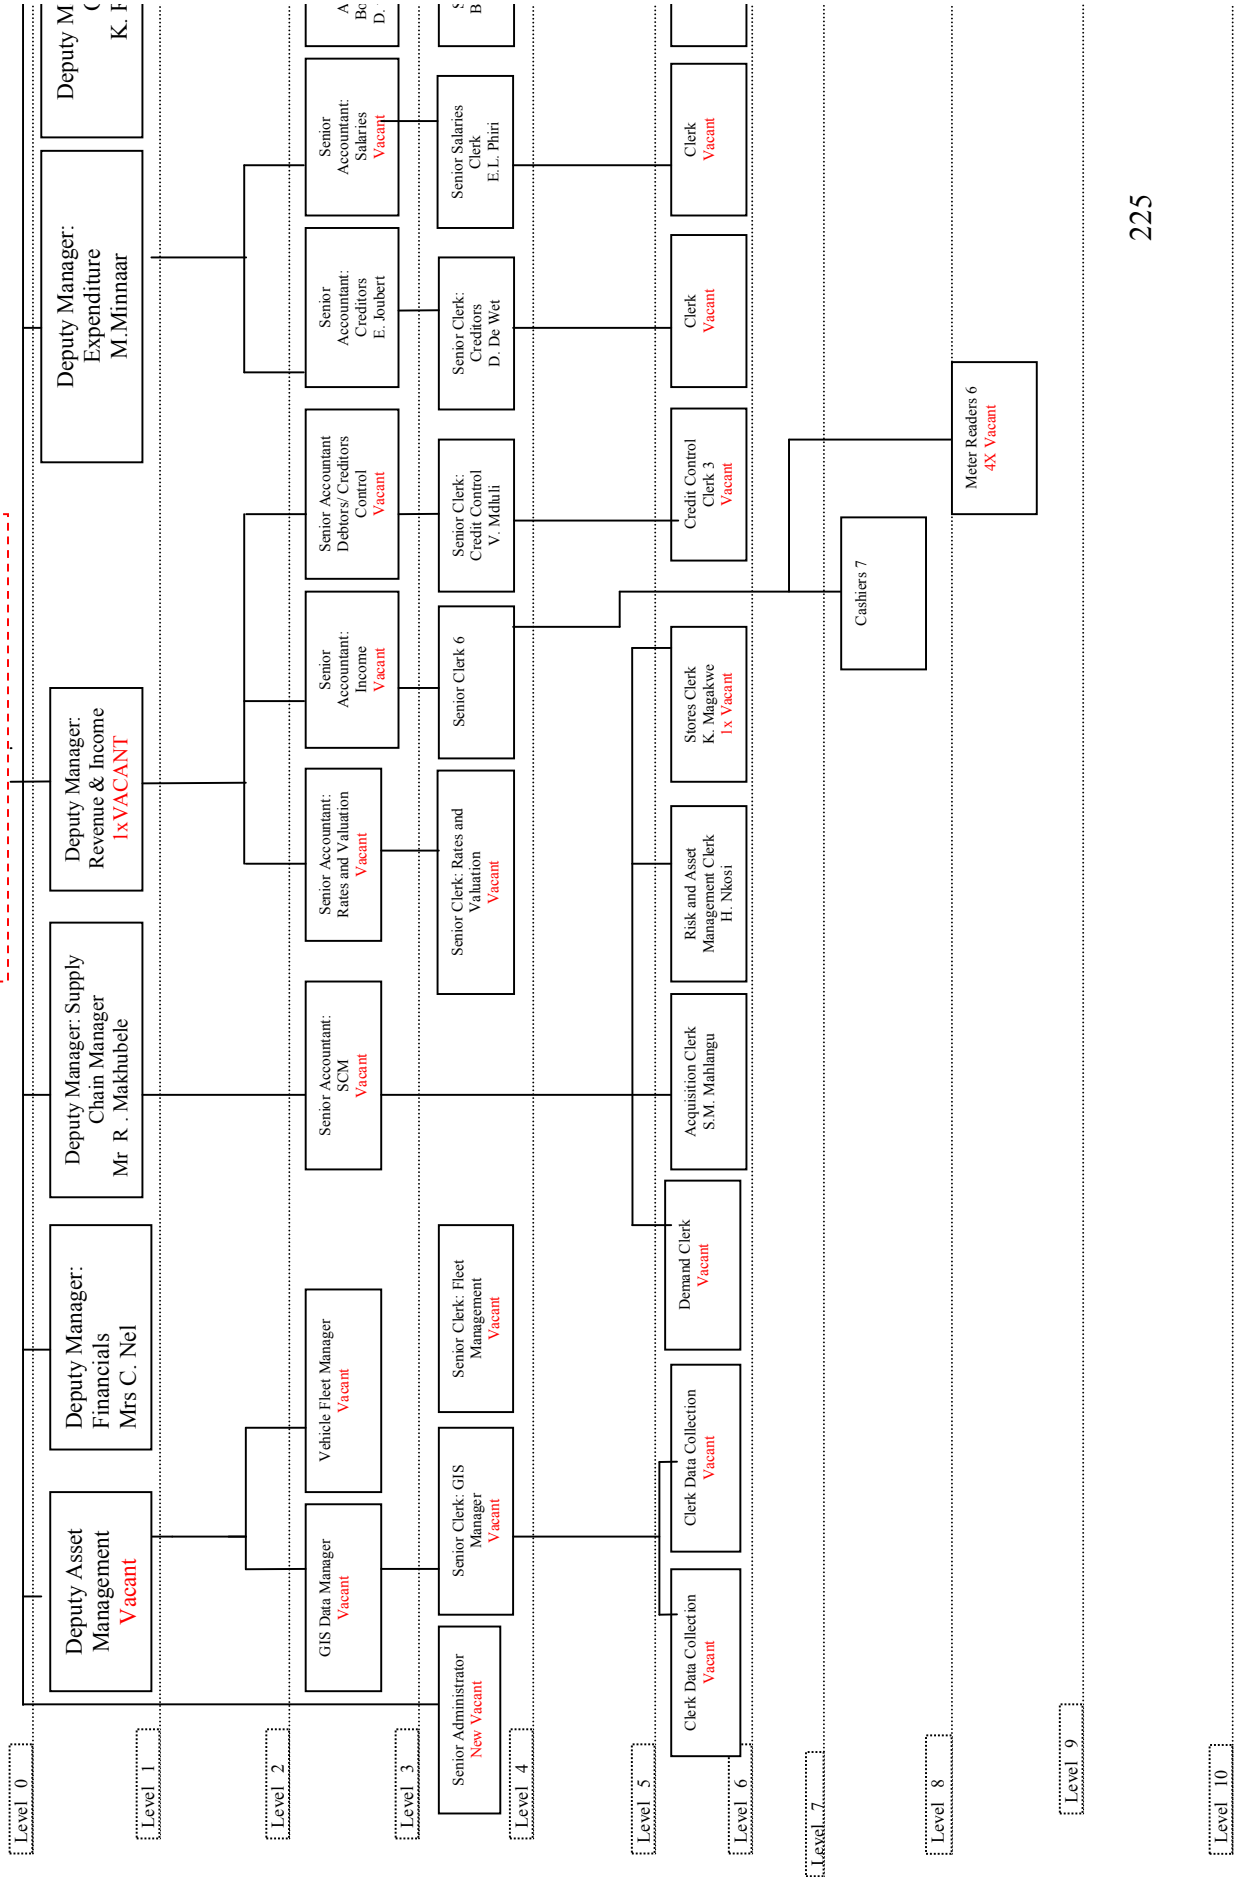 Level 0
Deputy Asset
Management
Vacant
Deputy Manager:
Financials
Mrs C. Nel
Deputy Manager: Supply
Chain Manager
Mr R . Makhubele
Deputy Manager:
Revenue & Income
1xVACANT
Deputy Manager:
Expenditure
M.Minnaar
Deputy M
K. F
Level 1
Level 2
GIS Data Manager
Vacant
Vehicle Fleet Manager
Vacant
Senior Accountant:
SCM
Vacant
Senior Accountant:
Rates and Valuation
Vacant
Senior
Accountant:
Income
Vacant
Senior Accountant
Debtors/ Creditors
Control
Vacant
Senior
Accountant:
Creditors
E. Joubert
Senior
Accountant:
Salaries
Vacant
A
Bo
D.
Level 3
Senior Administrator
New Vacant
Senior Clerk: GIS
Manager
Vacant
Senior Clerk: Fleet
Management
Vacant
Senior Clerk: Rates and
Valuation
Vacant
Senior Clerk 6
Senior Clerk:
Credit Control
V. Mdluli
Senior Clerk:
Creditors
D. De Wet
Senior Salaries
Clerk
E.L. Phiri
B
Level 4
Level 5
Clerk Data Collection
Vacant
Clerk Data Collection
Vacant
Demand Clerk
Vacant
Acquisition Clerk
S.M. Mahlangu
Risk and Asset
Management Clerk
H. Nkosi
Stores Clerk
K. Magakwe
1x Vacant
Credit Control
Clerk 3
Vacant
Clerk
Vacant
Clerk
Vacant
Level 6
Level 7
Cashiers 7
Level 8
Meter Readers 6
4X Vacant
Level 9
225
Level 10